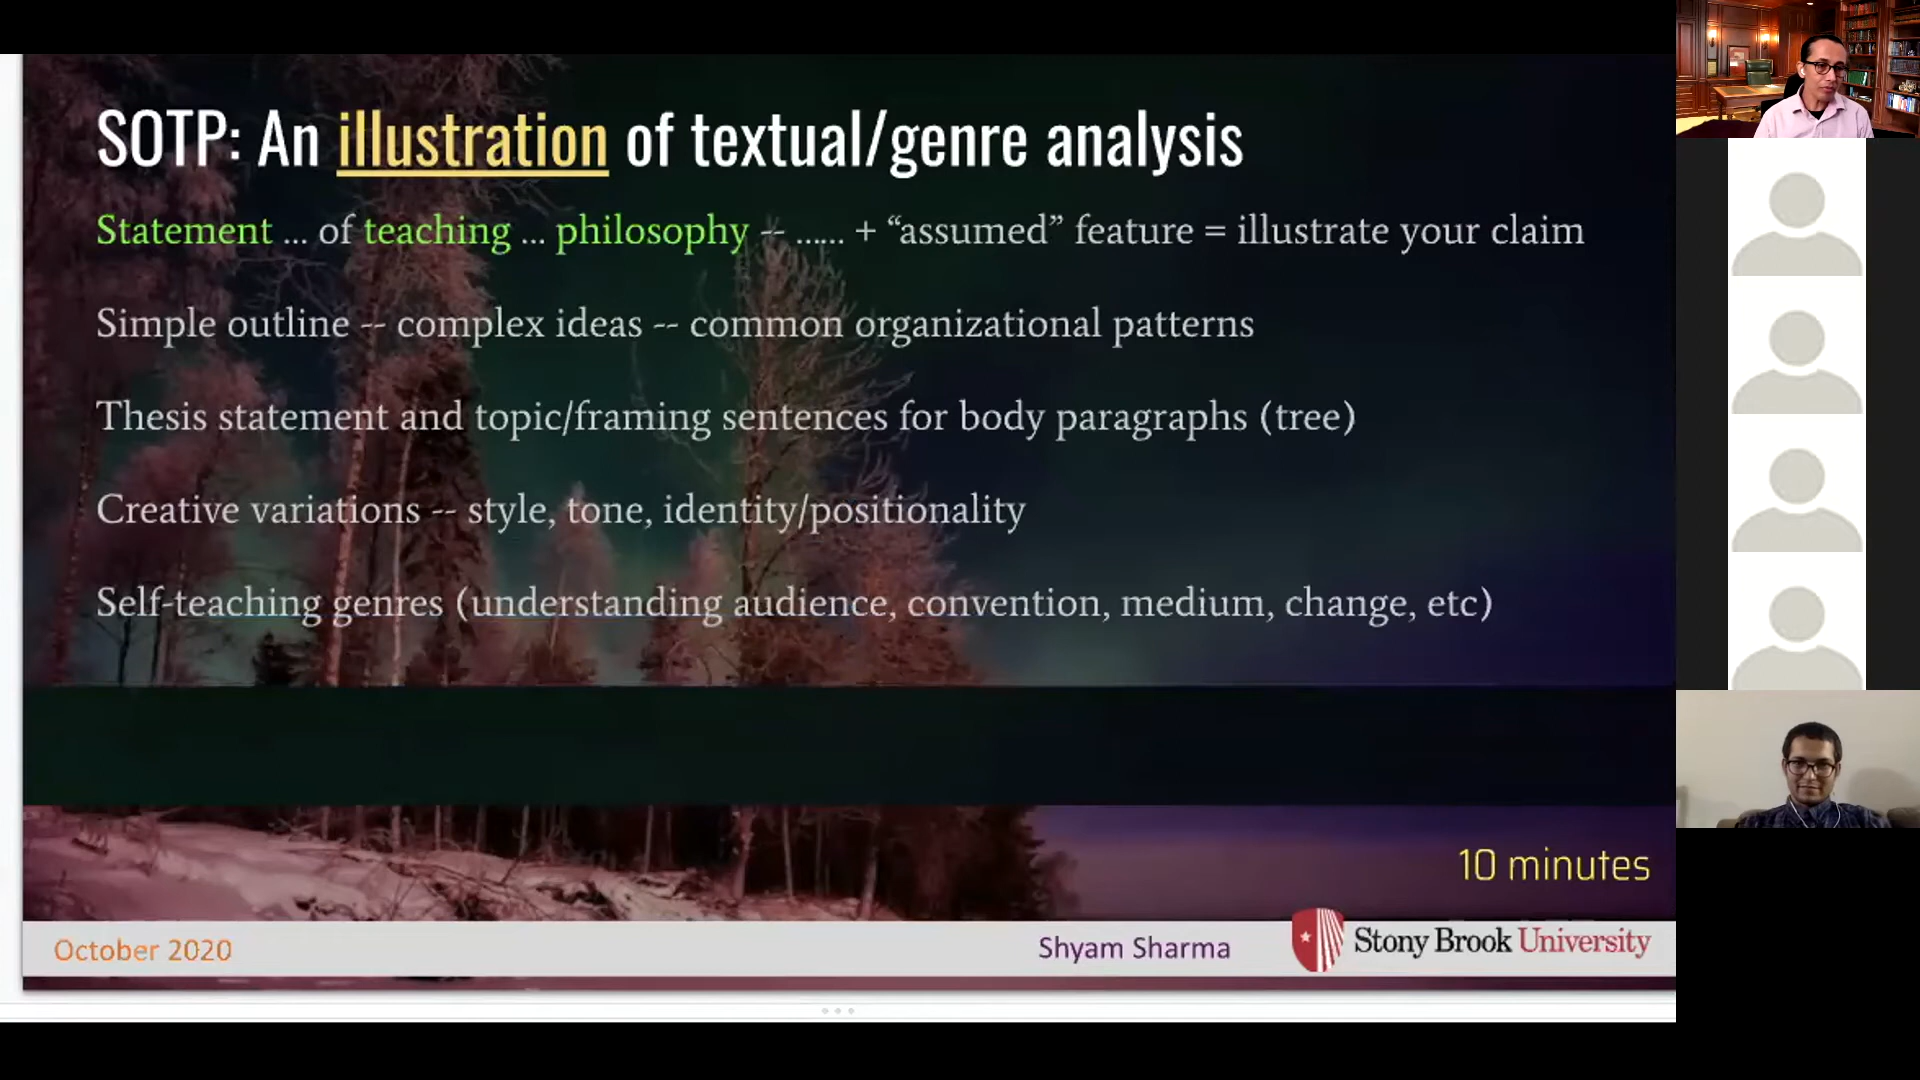 SOTP: An illustration of textual/genre analysis
Statement ... of teaching ... philosophy -- ...... + “assumed” feature = illustrate your claim
Simple outline -- complex ideas -- common organizational patterns
Thesis statement and topic/framing sentences for body paragraphs (tree)
Creative variations -- style, tone, identity/positionality
Self-teaching genres (understanding audience, convention, medium, change, etc)
10 minutes
October 2020
Shyam Sharma
Stony Brook University